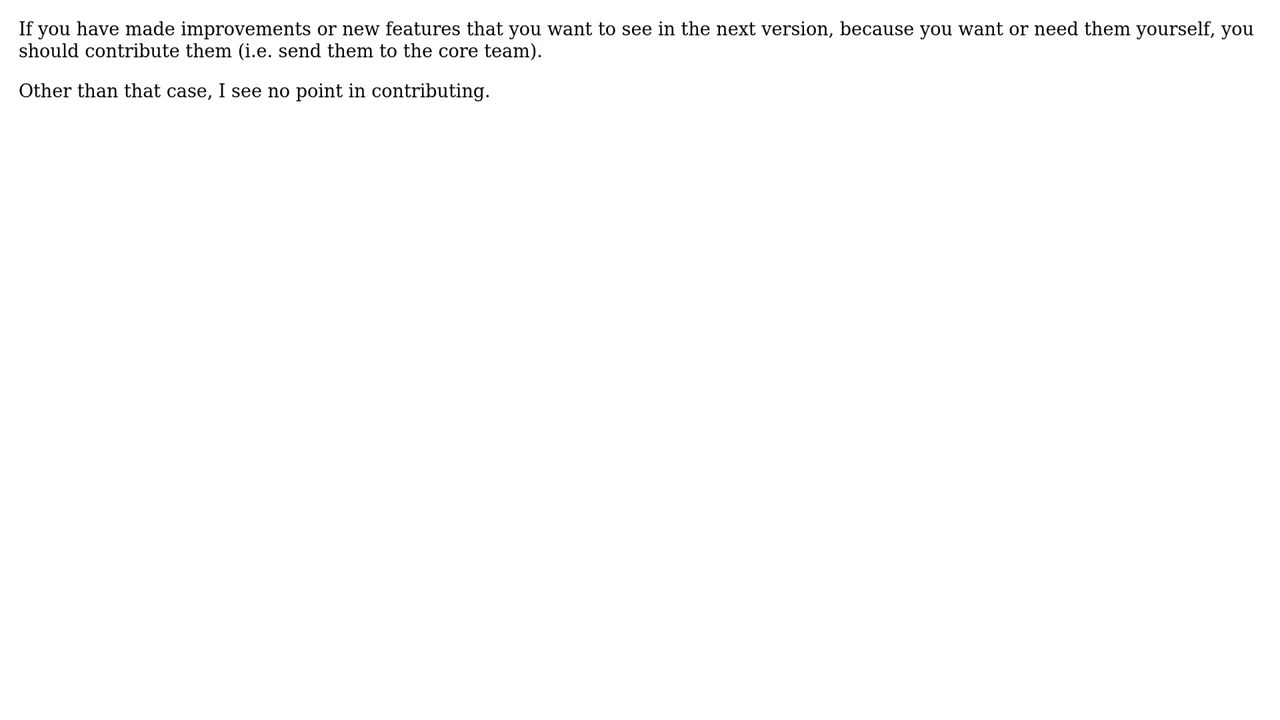 If you have made improvements or new features that you want to see in the next version, because you want or need them yourself, you
should contribute them (i.e. send them to the core team).
Other than that case, I see no point in contributing.